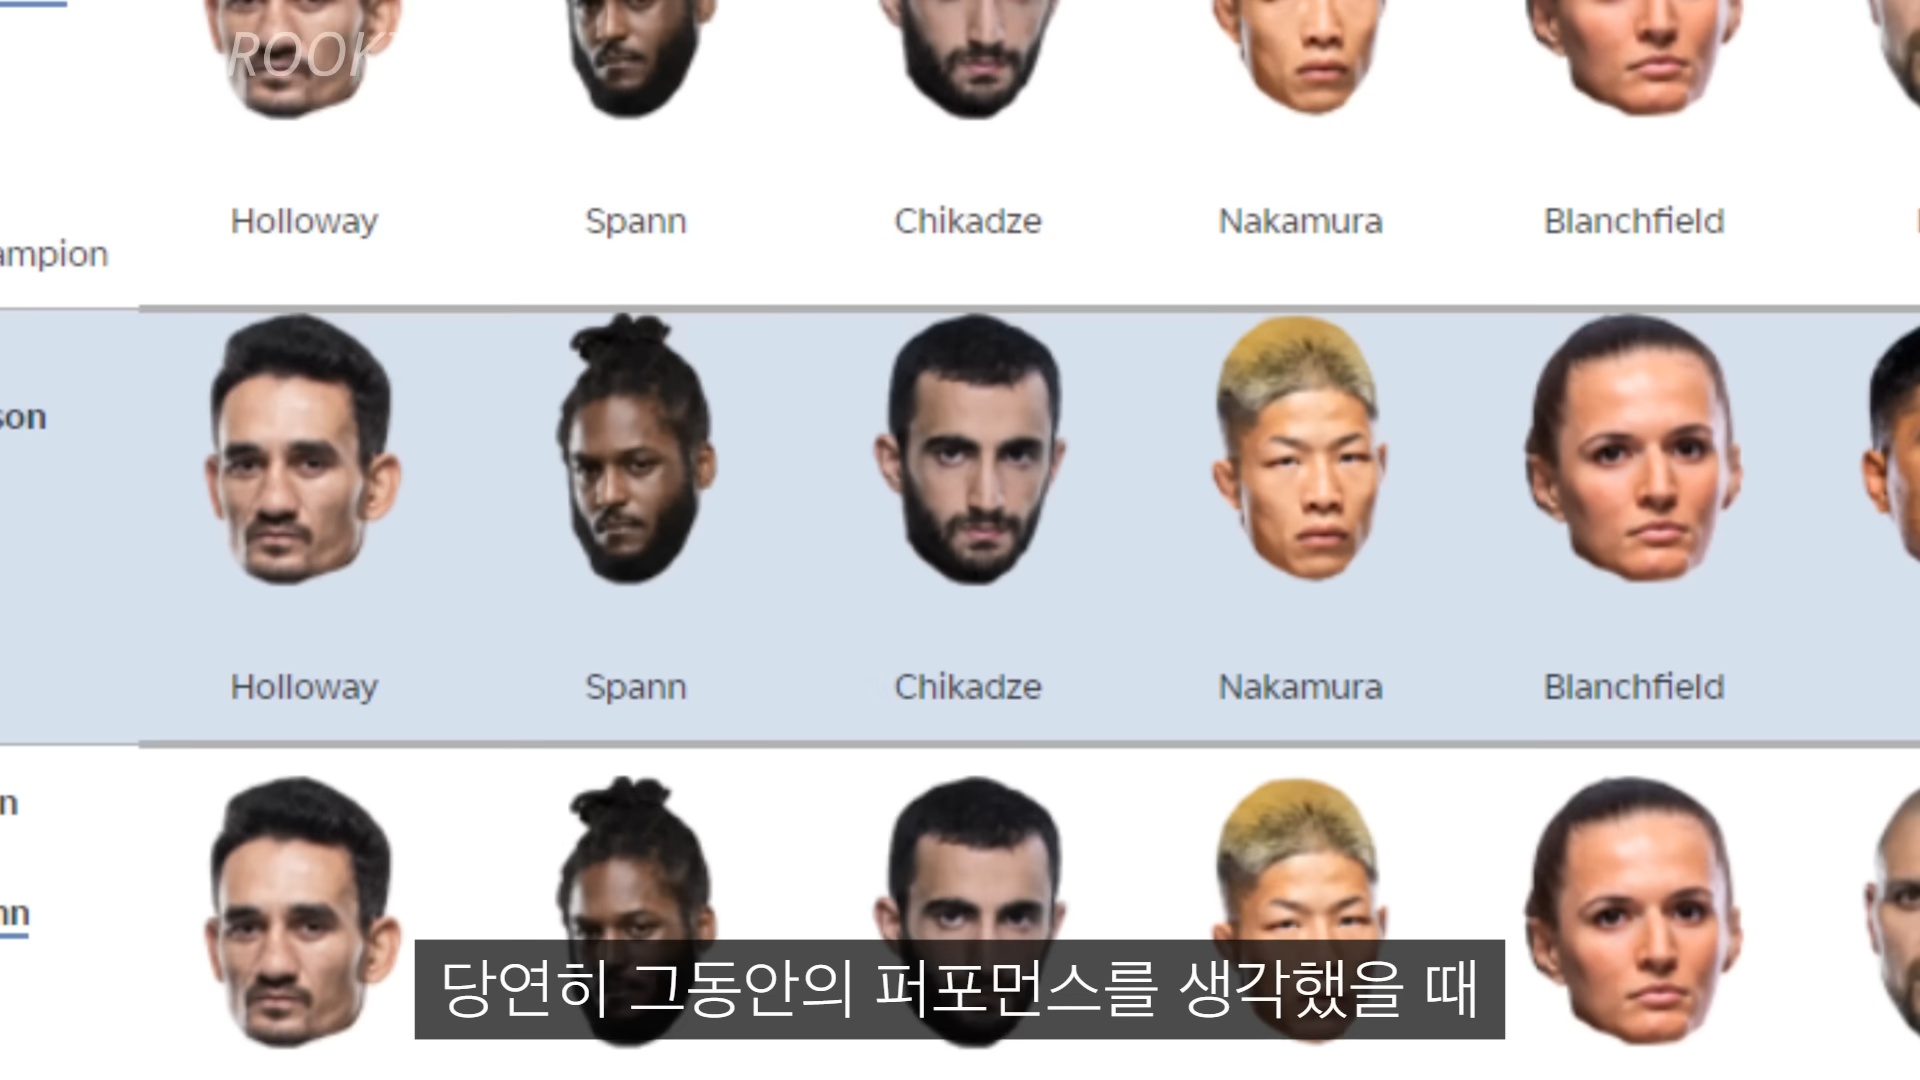 ROOK
Holloway Spann Chikadze Nakamura Blanchfield
ampion
son
Holloway Spann Chikadze Nakamura Blanchfield
n
nn
당연히 그동안의 퍼포먼스를 생각했을 때